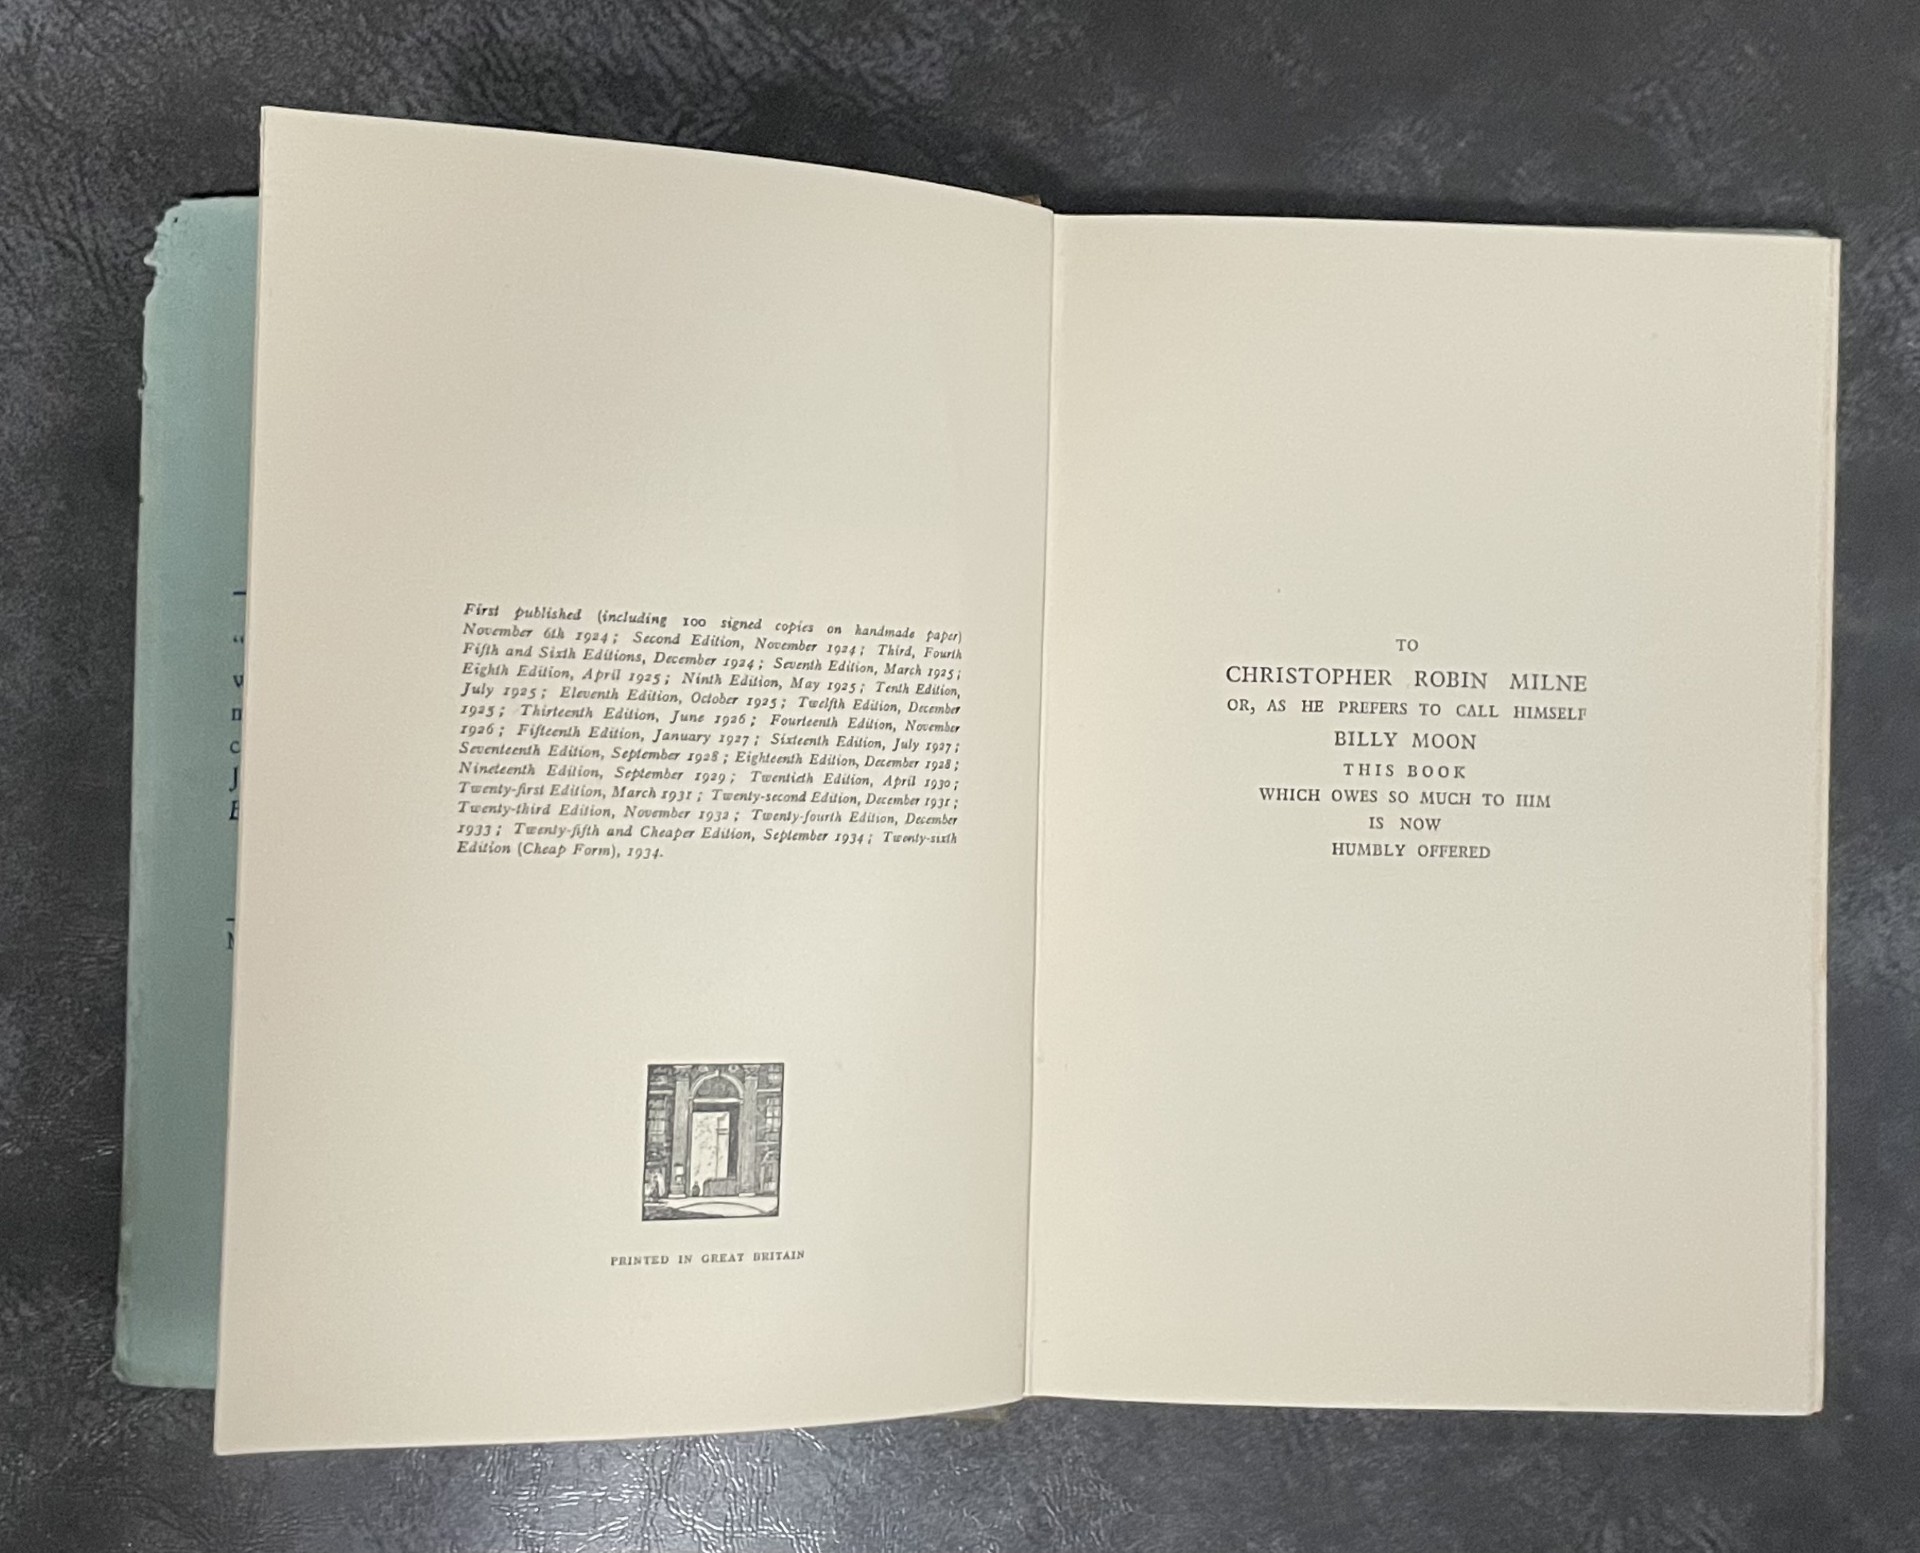 First published (including 100 signed copies on handmade paper)
November 6th 1924; Second Edition, November 1924; Third, Fourth
Fifth and Sixth Editions, December 1924; Seventh Edition, March 1925;
Eighth Edition, April 1925; Ninth Edition, May 1925; Tenth Edition,
July 1925; Eleventh Edition, October 1925; Twelfth Edition, December
1925; Thirteenth Edition, June 1926; Fourteenth Edition, November
1926; Fifteenth Edition, January 1927; Sixteenth Edition, July 1927;
Seventeenth Edition, September 1928; Eighteenth Edition, December 1928;
Nineteenth Edition, September 1929; Twentieth Edition, April 1930;
Twenty-first Edition, March 1931; Twenty-second Edition, December 1931;
Twenty-third Edition, November 1932; Twenty-fourth Edition, December
1933; Twenty-fifth and Cheaper Edition, September 1934; Twenty-sixth
Edition (Cheap Form), 1934.
PRINTED IN GREAT BRITAIN
TO
CHRISTOPHER ROBIN MILNE
OR, AS HE PREFERS TO CALL HIMSELF
BILLY MOON
THIS BOOK
WHICH OWES SO MUCH TO HIM
IS NOW
HUMBLY OFFERED